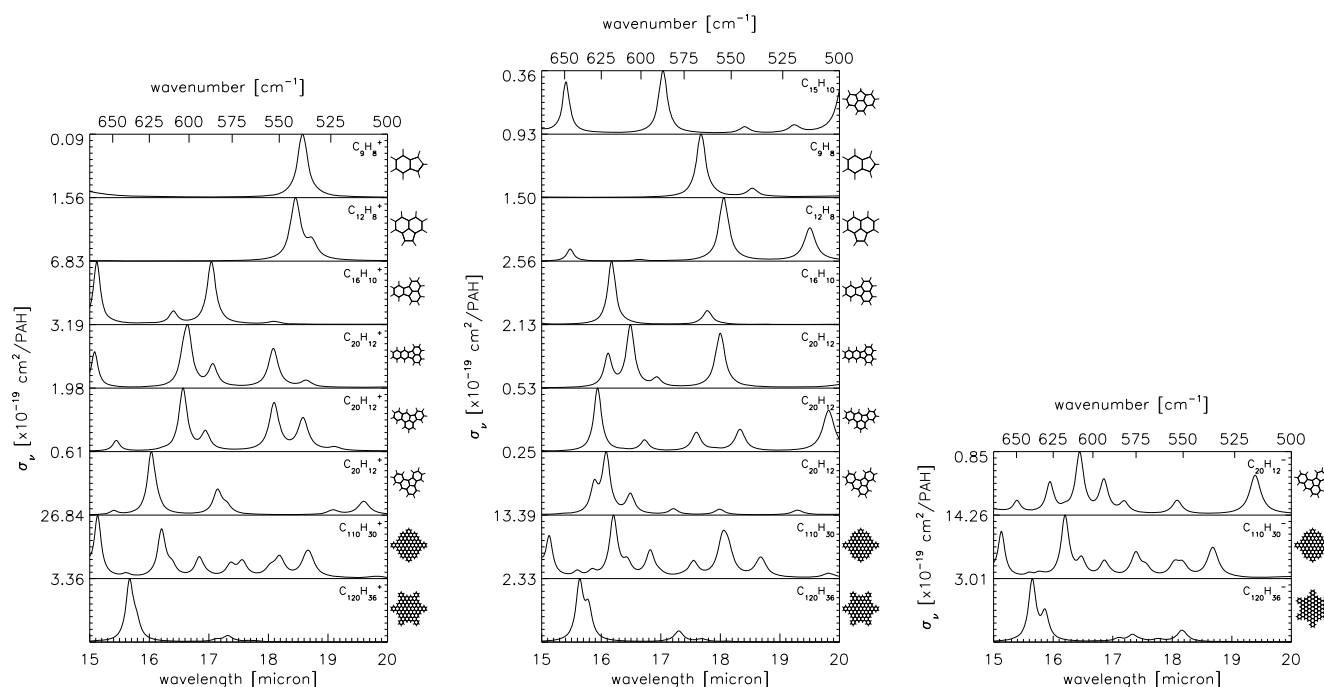 wavenumber [cm⁻¹]
650 625 600 575 550 525 500
0.09 C₉H₈⁺
1.56 C₁₂H₈⁺
6.83 C₁₆H₁₀⁺
3.19 C₂₀H₁₂⁺
1.98 C₂₀H₁₂⁺
0.61 C₂₀H₁₂⁺
26.84 C₁₁₀H₃₀⁺
3.36 C₁₂₀H₃₆⁺
σᵥ [x10⁻¹⁹ cm²/PAH]
15 16 17 18 19 20
wavelength [micron]
wavenumber [cm⁻¹]
650 625 600 575 550 525 500
0.36 C₁₅H₁₀
0.93 C₉H₈
1.50 C₁₂H₈
2.56 C₁₆H₁₀
2.13 C₂₀H₁₂
0.53 C₂₀H₁₂
0.25 C₂₀H₁₂
13.39 C₁₁₀H₃₀
2.33 C₁₂₀H₃₆
σᵥ [x10⁻¹⁹ cm²/PAH]
15 16 17 18 19 20
wavelength [micron]
wavenumber [cm⁻¹]
650 625 600 575 550 525 500
0.85 C₂₀H₁₂⁻
14.26 C₁₁₀H₃₀⁻
3.01 C₁₂₀H₃₆⁻
σᵥ [x10⁻¹⁹ cm²/PAH]
15 16 17 18 19 20
wavelength [micron]